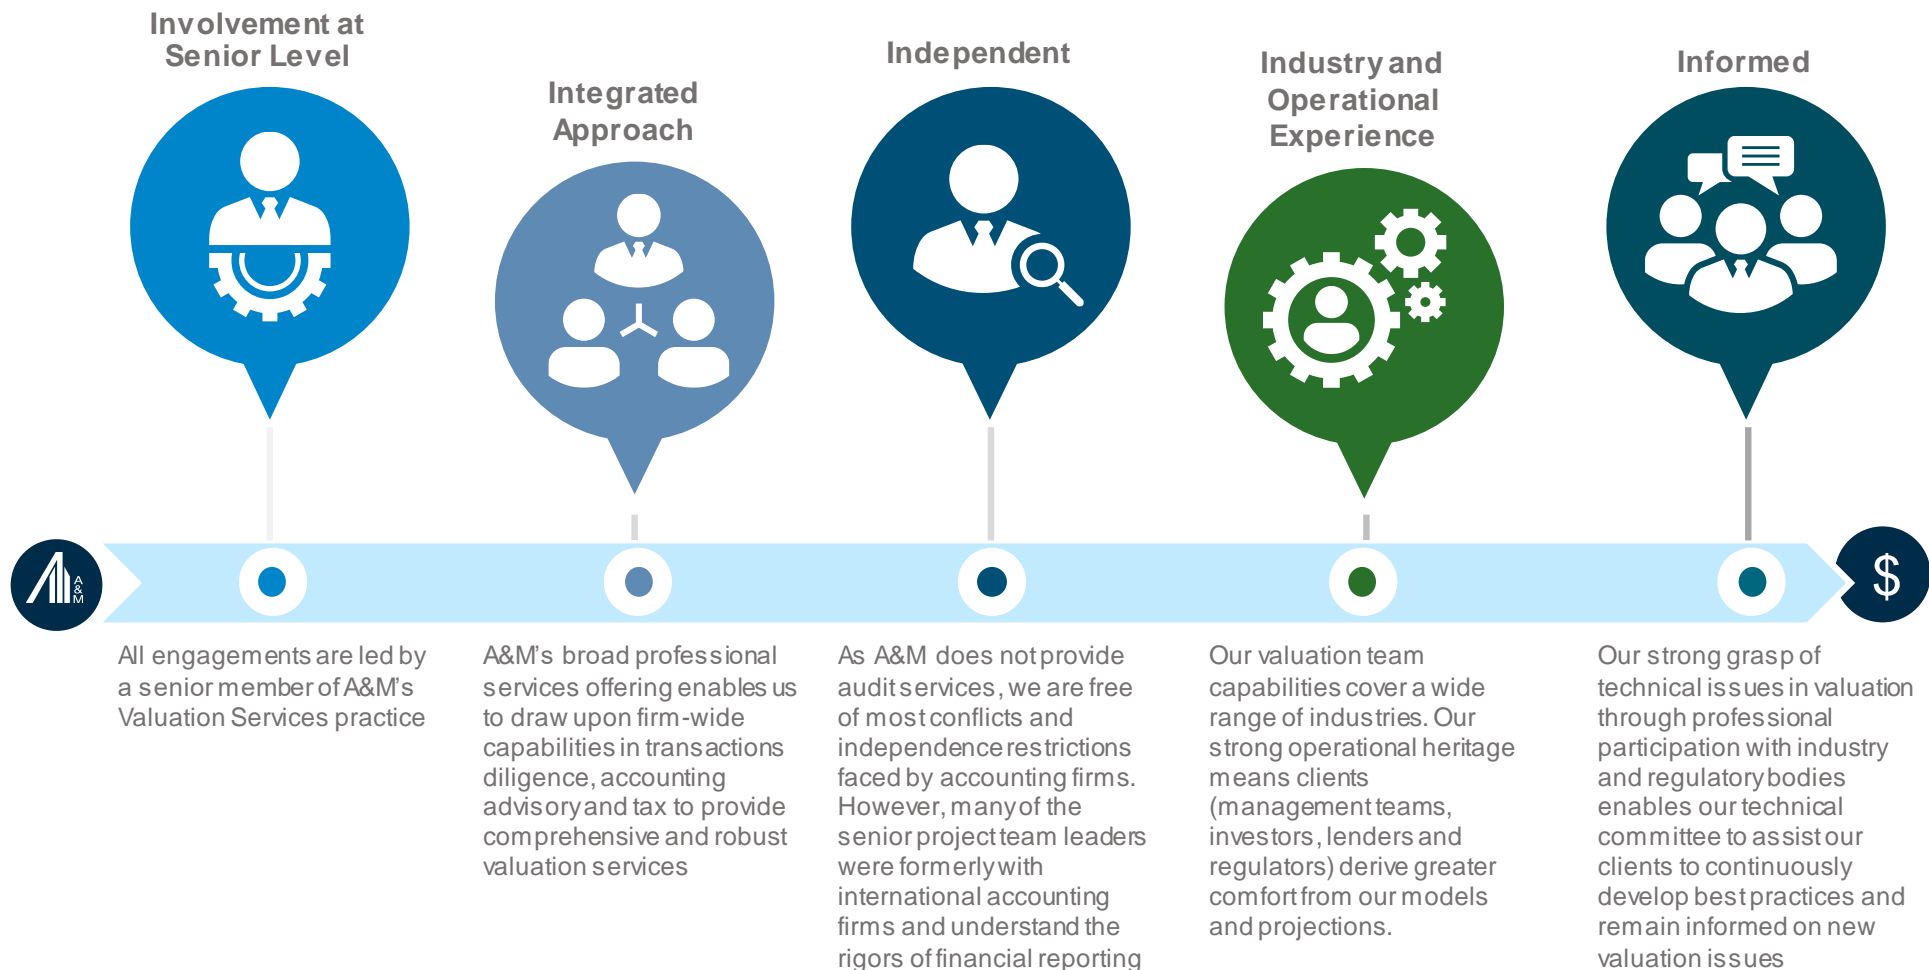 Involvement at
Senior Level
Integrated
Approach
Independent
Industry and
Operational
Experience
Informed
A&M
$
All engagements are led by
a senior member of A&M's
Valuation Services practice
A&M's broad professional
services offering enables us
to draw upon firm-wide
capabilities in transactions
diligence, accounting
advisory and tax to provide
comprehensive and robust
valuation services
As A&M does not provide
audit services, we are free
of most conflicts and
independence restrictions
faced by accounting firms.
However, many of the
senior project team leaders
were formerly with
international accounting
firms and understand the
rigors of financial reporting
Our valuation team
capabilities cover a wide
range of industries. Our
strong operational heritage
means clients
(management teams,
investors, lenders and
regulators) derive greater
comfort from our models
and projections.
Our strong grasp of
technical issues in valuation
through professional
participation with industry
and regulatory bodies
enables our technical
committee to assist our
clients to continuously
develop best practices and
remain informed on new
valuation issues